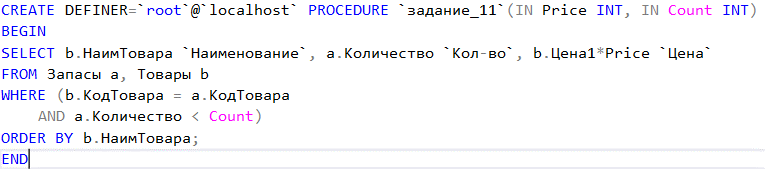 CREATE DEFINER=`root`@`localhost` PROCEDURE `задание_11`(IN Price INT, IN Count INT)
BEGIN
SELECT b.НаимТовара `Наименование`, a.Количество `Кол-во`, b.Цена1*Price `Цена`
FROM Запасы a, Товары b
WHERE (b.КодТовара = a.КодТовара
    AND a.Количество < Count)
ORDER BY b.НаимТовара;
END